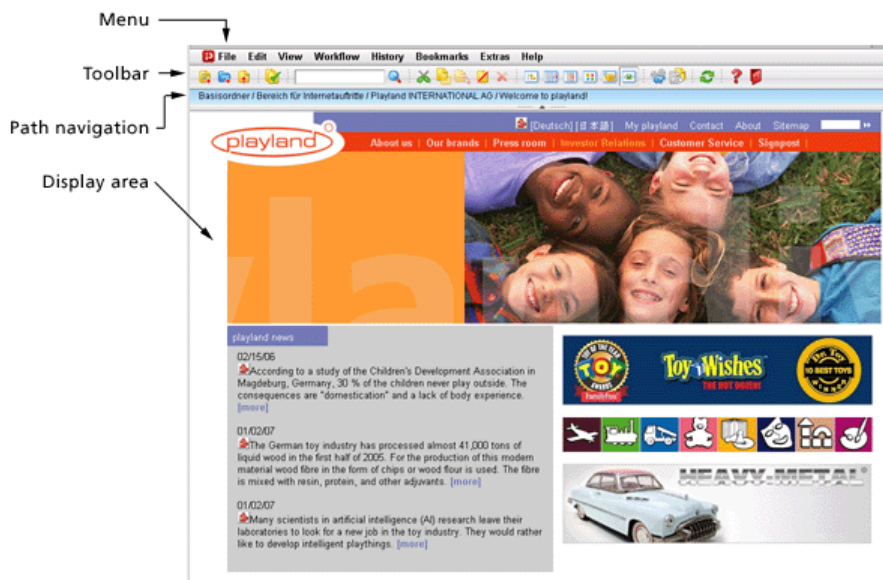 Menu
File Edit View Workflow History Bookmarks Extras Help
Toolbar
Basisordner / Bereich für Internetauftritte / Playland INTERNATIONAL AG / Welcome to playland!
Path navigation
[Deutsch] [日本語] My playland Contact About Sitemap
playland
About us | Our brands | Press room | Investor Relations | Customer Service | Signpost |
Display area
playland
playland news
02/15/06
According to a study of the Children's Development Association in
Magdeburg, Germany, 30 % of the children never play outside. The
consequences are "domestication" and a lack of body experience.
[more]
01/02/07
The German toy industry has processed almost 41,000 tons of
liquid wood in the first half of 2005. For the production of this modern
material wood fibre in the form of chips or wood flour is used. The fibre
is mixed with resin, protein, and other adjuvants. [more]
01/02/07
Many scientists in artificial intelligence (AI) research leave their
laboratories to look for a new job in the toy industry. They would rather
like to develop intelligent playthings. [more]
TOY OF THE YEAR
TOY
AWARDS
familyfun
Toy Wishes
THE HOT DOZEN
Dr. Toy
10 BEST TOYS
HEAVY-METAL